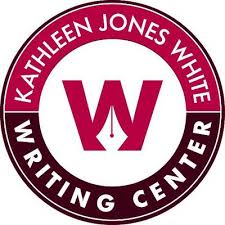 KATHLEEN JONES WHITE
W
WRITING CENTER